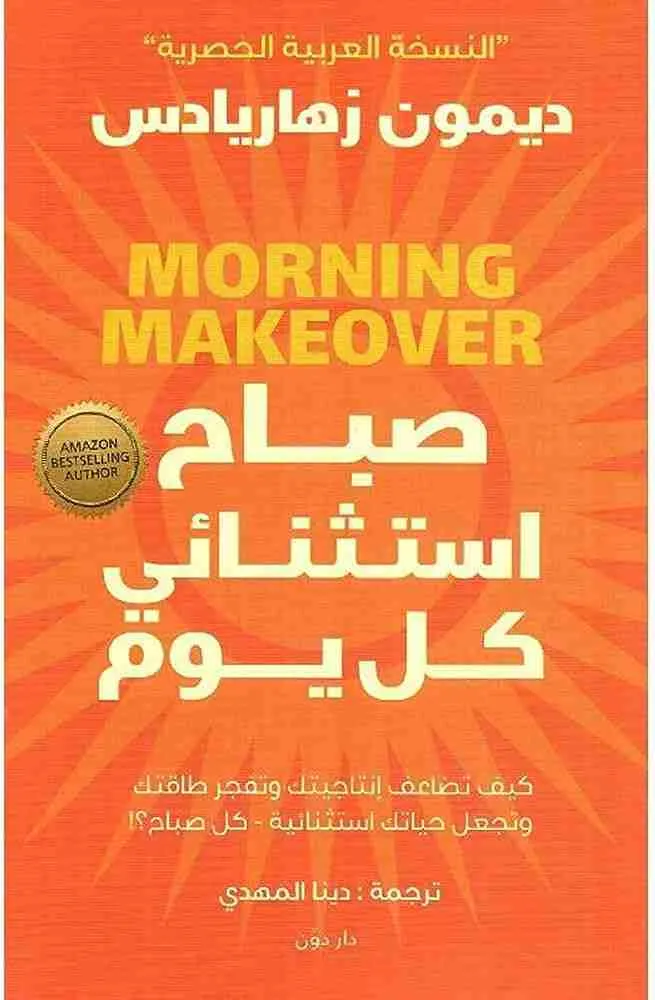 "النسخة العربية الحصرية"
ديمون زهاريادس
MORNING
MAKEOVER
صباح
AMAZON
BESTSELLING
AUTHOR
استثنائي
كل يوم
كيف تضاعف إنتاجيتك وتفجر طاقتك
وتجعل حياتك استثنائية - كل صباح؟!
ترجمة : دينا المهدي
دار دوّن